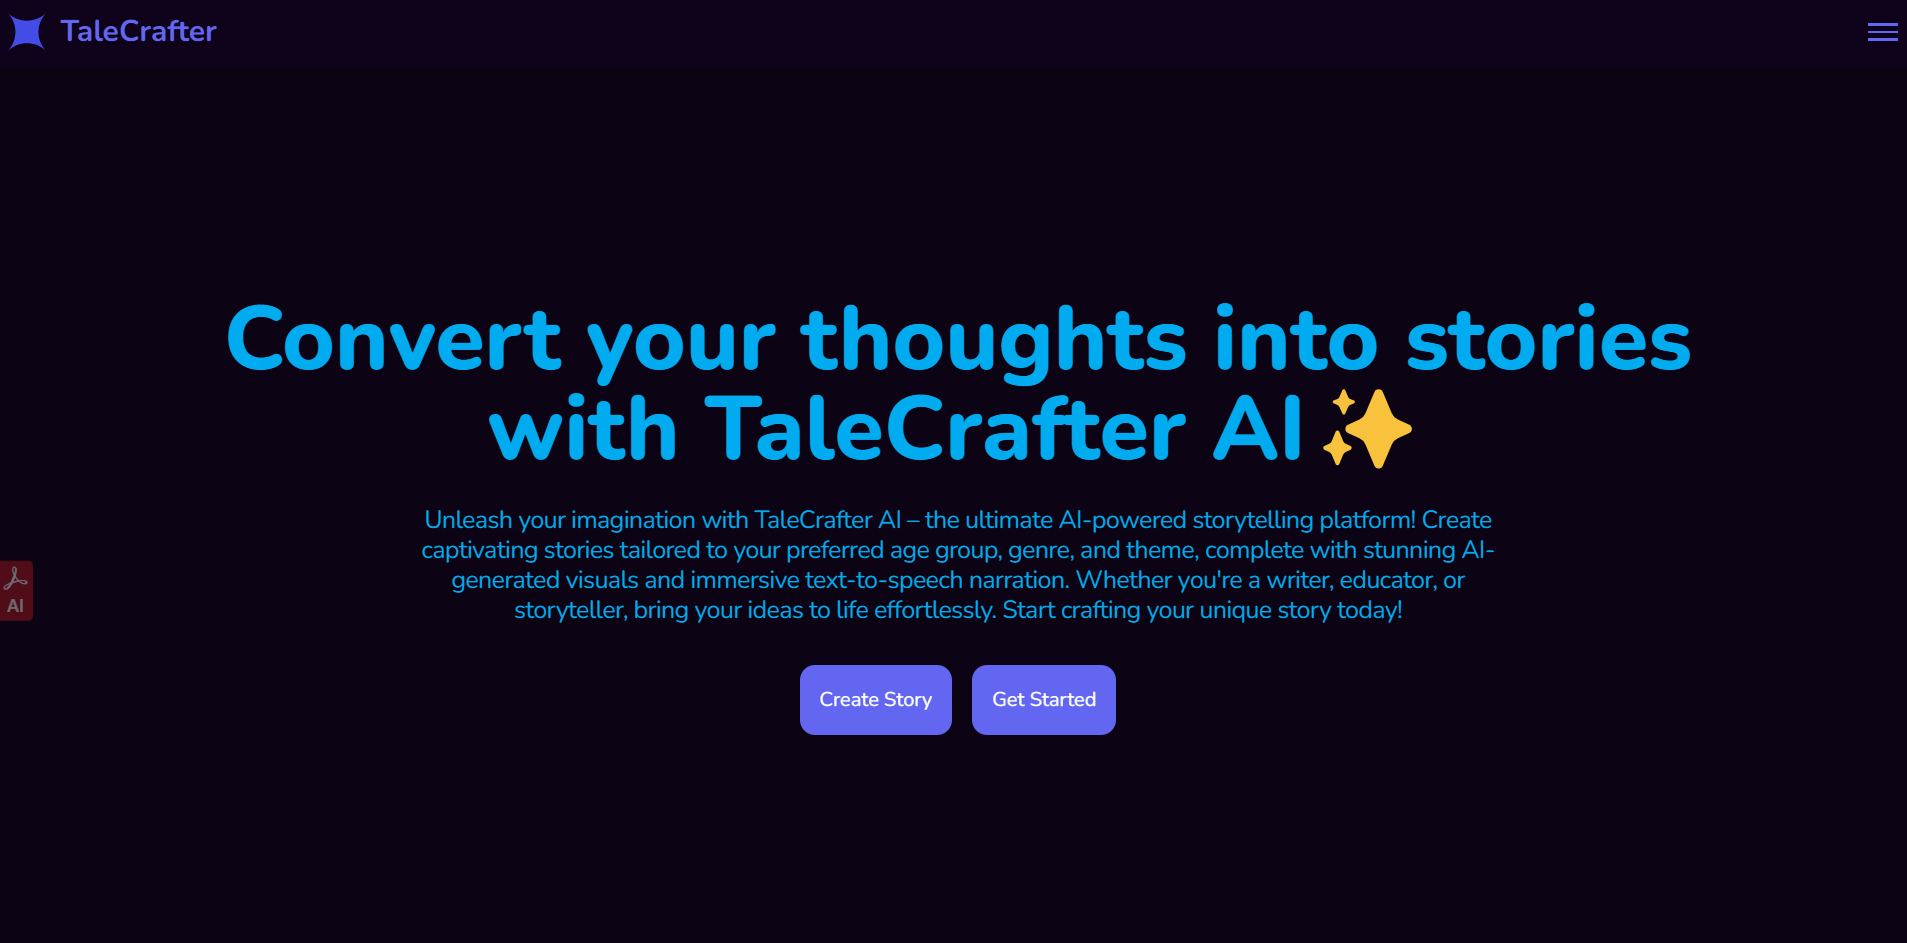 TaleCrafter
Convert your thoughts into stories
with TaleCrafter AI✨
Unleash your imagination with TaleCrafter AI – the ultimate AI-powered storytelling platform! Create
captivating stories tailored to your preferred age group, genre, and theme, complete with stunning AI-
generated visuals and immersive text-to-speech narration. Whether you're a writer, educator, or
storyteller, bring your ideas to life effortlessly. Start crafting your unique story today!
AI
Create Story
Get Started